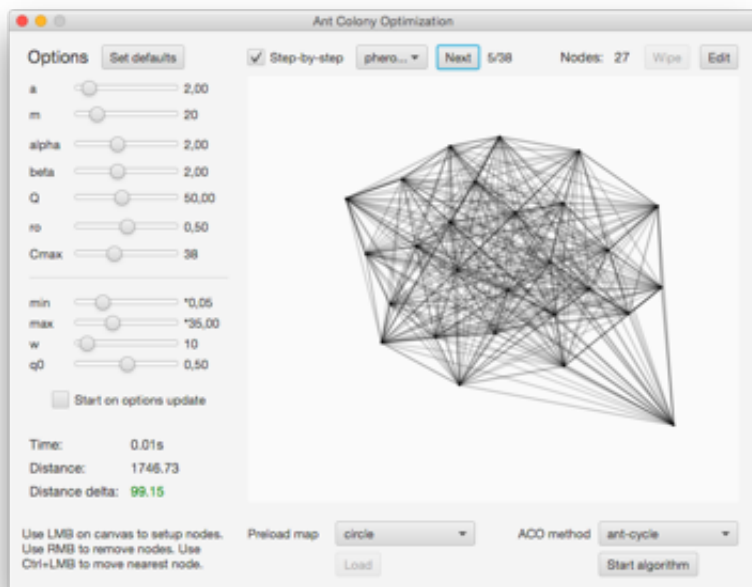 Ant Colony Optimization
Options Set defaults
Step-by-step phero... Next 5/38 Nodes: 27 Wipe Edit
a 2,00
m 20
alpha 2,00
beta 2,00
Q 50,00
ro 0,50
Cmax 38
min *0,05
max *35,00
w 10
q0 0,50
Start on options update
Time: 0.01s
Distance: 1746.73
Distance delta: 99.15
Use LMB on canvas to setup nodes.
Use RMB to remove nodes. Use
Ctrl+LMB to move nearest node.
Preload map circle
Load
ACO method ant-cycle
Start algorithm